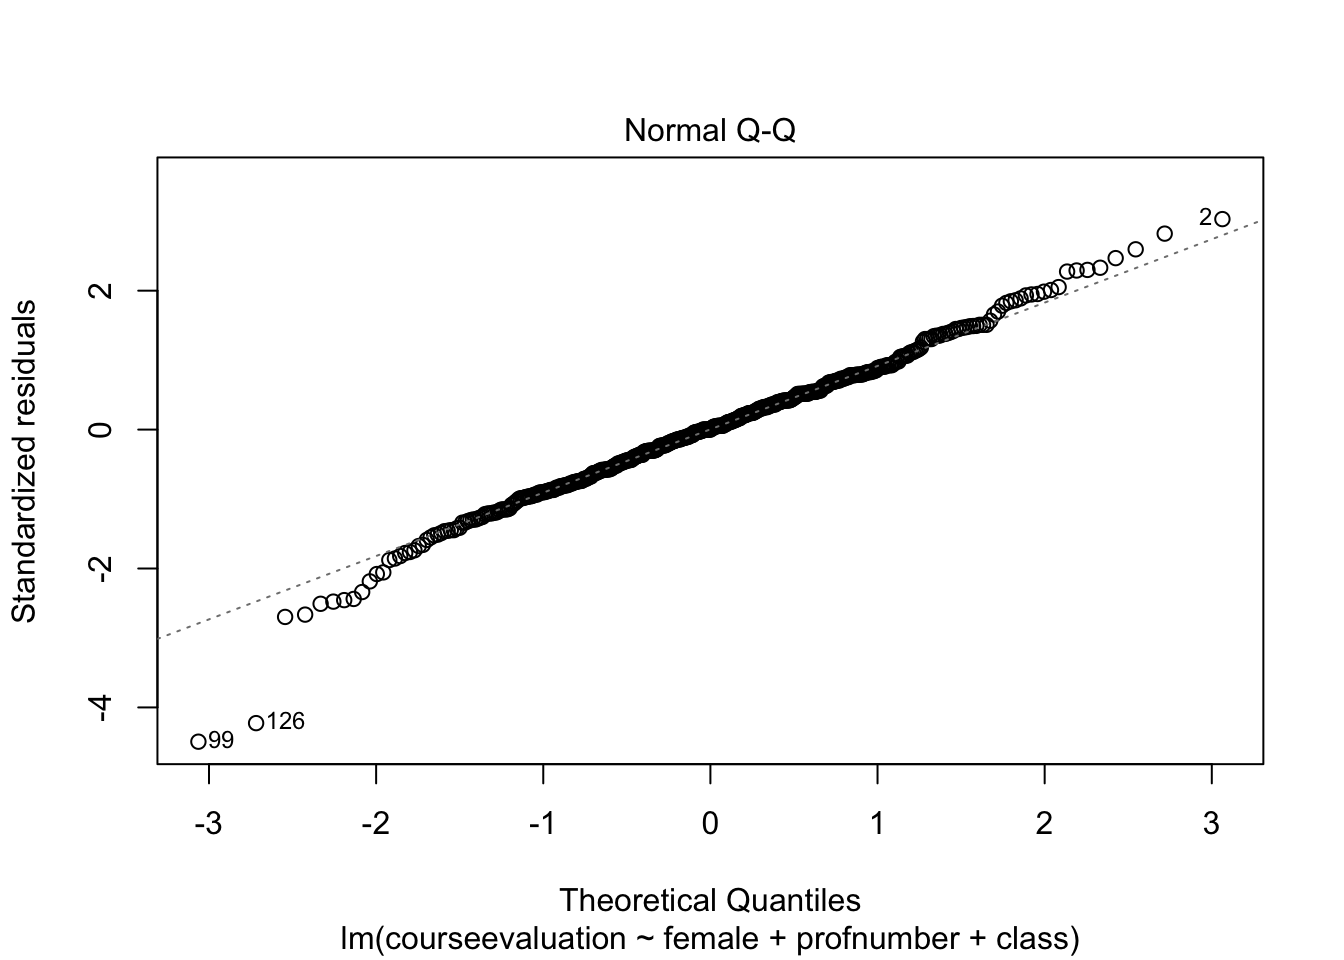 Normal Q-Q
Standardized residuals
2
0
-2
-4
2
126
99
-3 -2 -1 0 1 2 3
Theoretical Quantiles
lm(courseevaluation ~ female + profnumber + class)